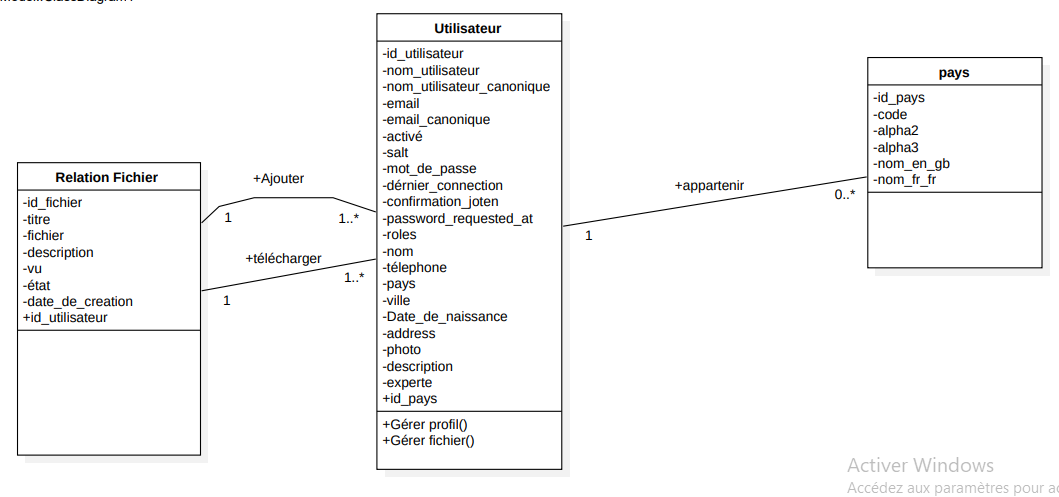 Utilisateur
-id_utilisateur
-nom_utilisateur
-nom_utilisateur_canonique
-email
-email_canonique
-activé
-salt
-mot_de_passe
-dérnier_connection
-confirmation_joten
-password_requested_at
-roles
-nom
-télephone
-pays
-ville
-Date_de_naissance
-address
-photo
-description
-experte
+id_pays
+Gérer profil()
+Gérer fichier()
Relation Fichier
-id_fichier
-titre
-fichier
-description
-vu
-état
-date_de_creation
+id_utilisateur
+Ajouter
1
1..*
+télécharger
1
1..*
+appartenir
1
0..*
pays
-id_pays
-code
-alpha2
-alpha3
-nom_en_gb
-nom_fr_fr
Activer Windows
Accédez aux paramètres pour